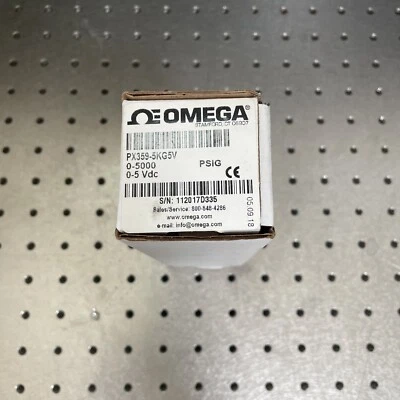 ΩE OMEGA®
STAMFORD, CT 06907
PX359-5KG5V
0-5000 PSIG
0-5 Vdc
CE
S/N: 112017D335
Sales/Service: 800-848-4286
www.omega.com
e-mail: info@omega.com
05 09 18